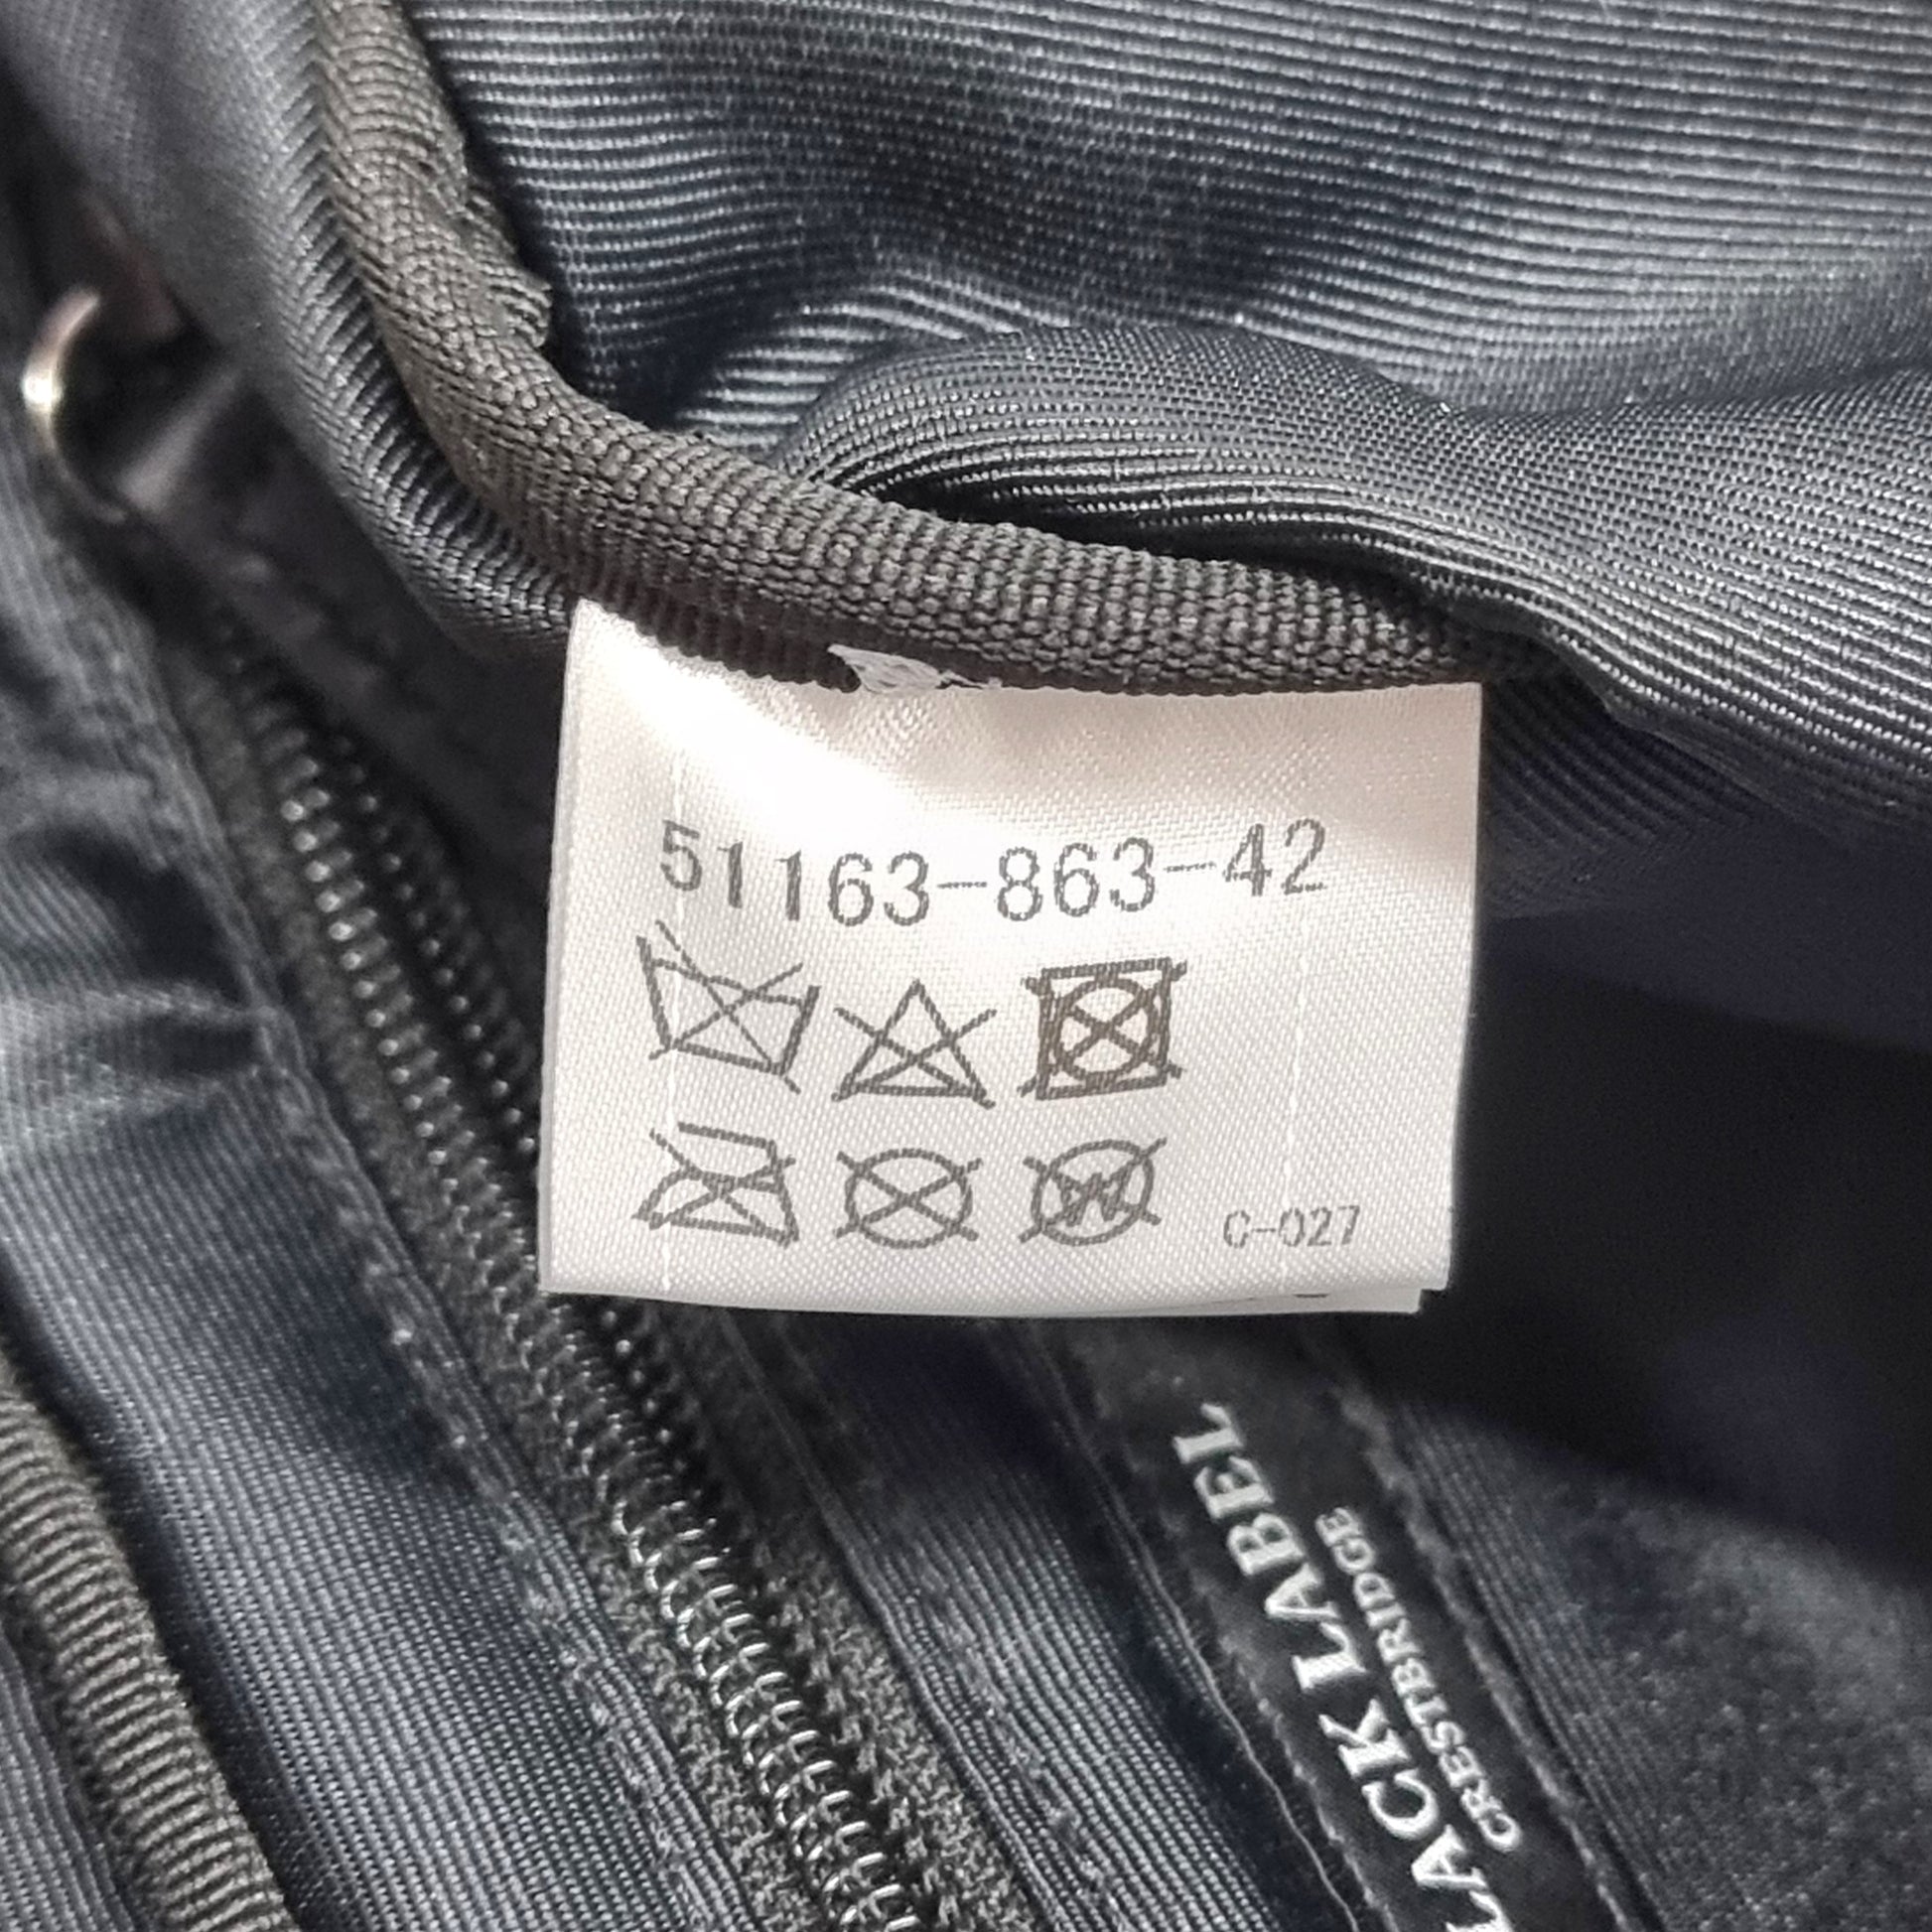 51163-863-42
C-027
LACK LABEL
CRESTBRIDGE